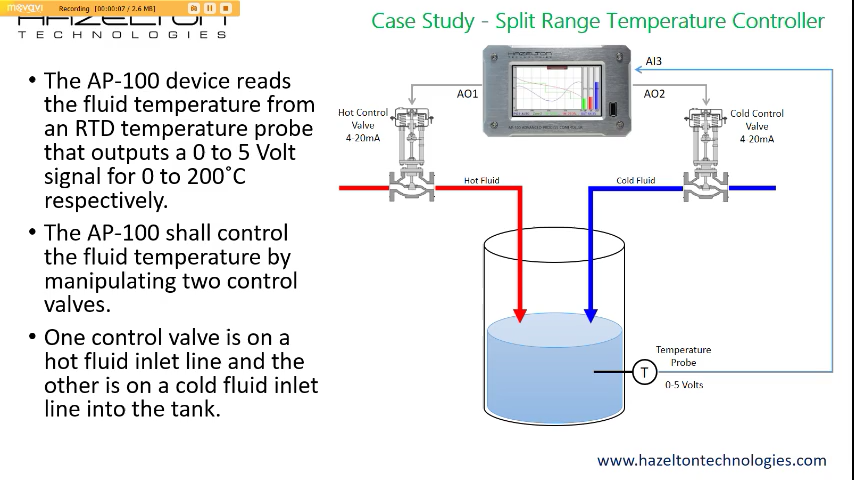 movavi
Recording [00:00:07 / 2.6 MB]
HAZELTON
TECHNOLOGIES
Case Study - Split Range Temperature Controller
• The AP-100 device reads
the fluid temperature from
an RTD temperature probe
that outputs a 0 to 5 Volt
signal for 0 to 200˚C
respectively.
• The AP-100 shall control
the fluid temperature by
manipulating two control
valves.
• One control valve is on a
hot fluid inlet line and the
other is on a cold fluid inlet
line into the tank.
HAZELTON
AI3
AO1
AO2
Hot Control
Valve
4-20mA
Cold Control
Valve
4-20mA
Hot Fluid
Cold Fluid
Temperature
Probe
T
0-5 Volts
www.hazeltontechnologies.com